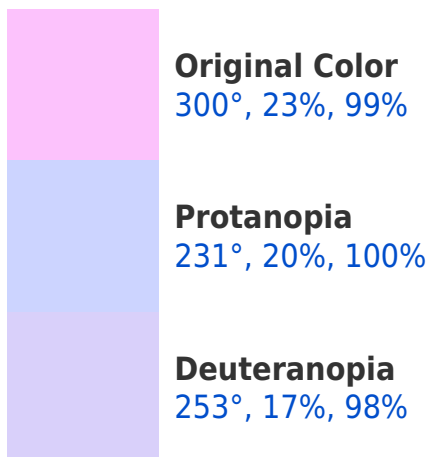 Original Color
300°, 23%, 99%
Protanopia
231°, 20%, 100%
Deuteranopia
253°, 17%, 98%